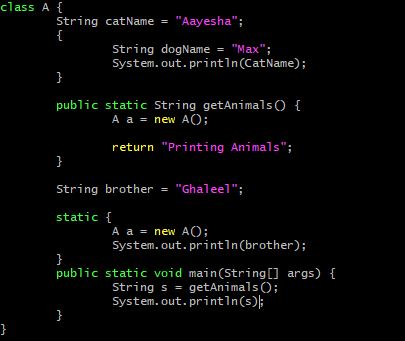 class A {
        String catName = "Aayesha";
        {
                String dogName = "Max";
                System.out.println(CatName);
        }

        public static String getAnimals() {
                A a = new A();

                return "Printing Animals";
        }

        String brother = "Ghaleel";

        static {
                A a = new A();
                System.out.println(brother);
        }
        public static void main(String[] args) {
                String s = getAnimals();
                System.out.println(s);
        }
}